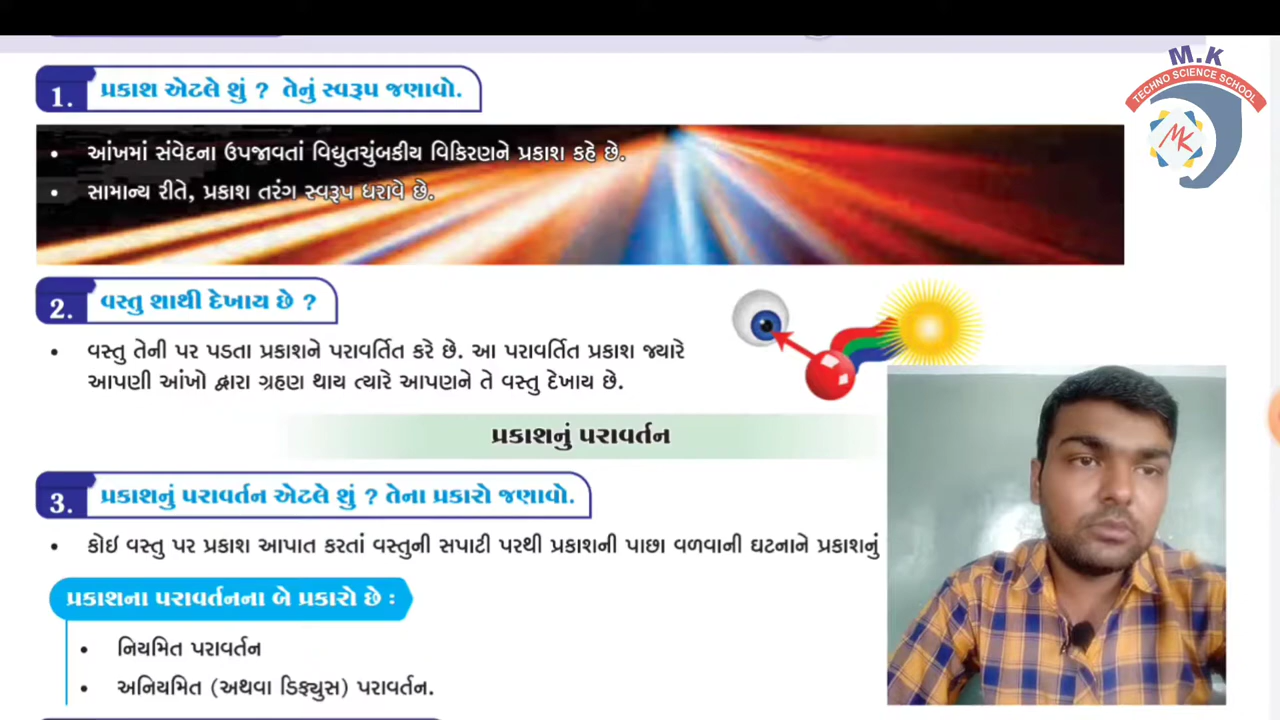 M.K
TECHNO SCIENCE SCHOOL
MK
1. પ્રકાશ એટલે શું ? તેનું સ્વરૂપ જણાવો.
• આંખમાં સંવેદના ઉપજાવતાં વિદ્યુતચુંબકીય વિકિરણને પ્રકાશ કહે છે.
• સામાન્ય રીતે, પ્રકાશ તરંગ સ્વરૂપ ધરાવે છે.
2. વસ્તુ શાથી દેખાય છે ?
• વસ્તુ તેની પર પડતા પ્રકાશને પરાવર્તિત કરે છે. આ પરાવર્તિત પ્રકાશ જ્યારે
આપણી આંખો દ્વારા ગ્રહણ થાય ત્યારે આપણને તે વસ્તુ દેખાય છે.
પ્રકાશનું પરાવર્તન
3. પ્રકાશનું પરાવર્તન એટલે શું ? તેના પ્રકારો જણાવો.
• કોઇ વસ્તુ પર પ્રકાશ આપાત કરતાં વસ્તુની સપાટી પરથી પ્રકાશની પાછા વળવાની ઘટનાને પ્રકાશનું
પ્રકાશના પરાવર્તનના બે પ્રકારો છે :
• નિયમિત પરાવર્તન
• અનિયમિત (અથવા ડિફ્યુસ) પરાવર્તન.